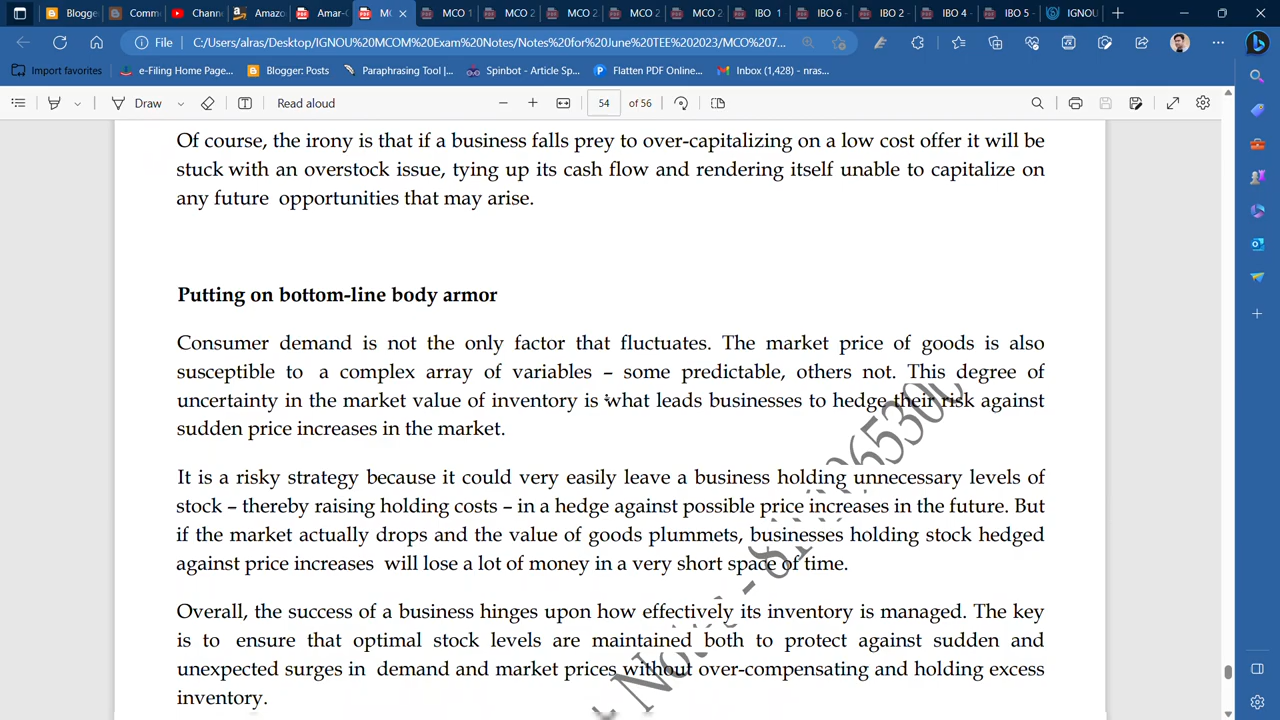 Blogge
Comm
Chann
Amazo
Amar-
MC
MCO 1
MCO 2
MCO 2
MCO 2
MCO 2
IBO 1
IBO 6
IBO 2
IBO 4
IBO 5
IGNOU
File C:/Users/alras/Desktop/IGNOU%20MCOM%20Exam%20Notes/Notes%20for%20June%20TEE%202023/MCO%207...
Import favorites e-Filing Home Page... Blogger: Posts Paraphrasing Tool |... Spinbot - Article Sp... Flatten PDF Online... Inbox (1,428) - nras...
Draw Read aloud 54 of 56
Of course, the irony is that if a business falls prey to over-capitalizing on a low cost offer it will be
stuck with an overstock issue, tying up its cash flow and rendering itself unable to capitalize on
any future opportunities that may arise.
Putting on bottom-line body armor
Consumer demand is not the only factor that fluctuates. The market price of goods is also
susceptible to a complex array of variables – some predictable, others not. This degree of
uncertainty in the market value of inventory is what leads businesses to hedge their risk against
sudden price increases in the market.
It is a risky strategy because it could very easily leave a business holding unnecessary levels of
stock – thereby raising holding costs – in a hedge against possible price increases in the future. But
if the market actually drops and the value of goods plummets, businesses holding stock hedged
against price increases will lose a lot of money in a very short space of time.
Overall, the success of a business hinges upon how effectively its inventory is managed. The key
is to ensure that optimal stock levels are maintained both to protect against sudden and
unexpected surges in demand and market prices without over-compensating and holding excess
inventory.